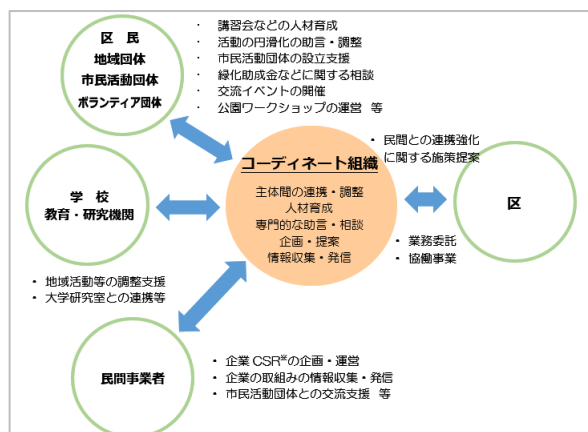 区 民
地域団体
市民活動団体
ボランティア団体
・ 講習会などの人材育成
・ 活動の円滑化の助言・調整
・ 市民活動団体の設立支援
・ 緑化助成金などに関する相談
・ 交流イベントの開催
・ 公園ワークショップの運営 等
コーディネート組織
主体間の連携・調整
人材育成
専門的な助言・相談
企画・提案
情報収集・発信
・ 民間との連携強化
に関する施策提案
区
・ 業務委託
・ 協働事業
学 校
教育・研究機関
・ 地域活動等の調整支援
・ 大学研究室との連携等
民間事業者
・ 企業 CSR※の企画・運営
・ 企業の取組みの情報収集・発信
・ 市民活動団体との交流支援 等